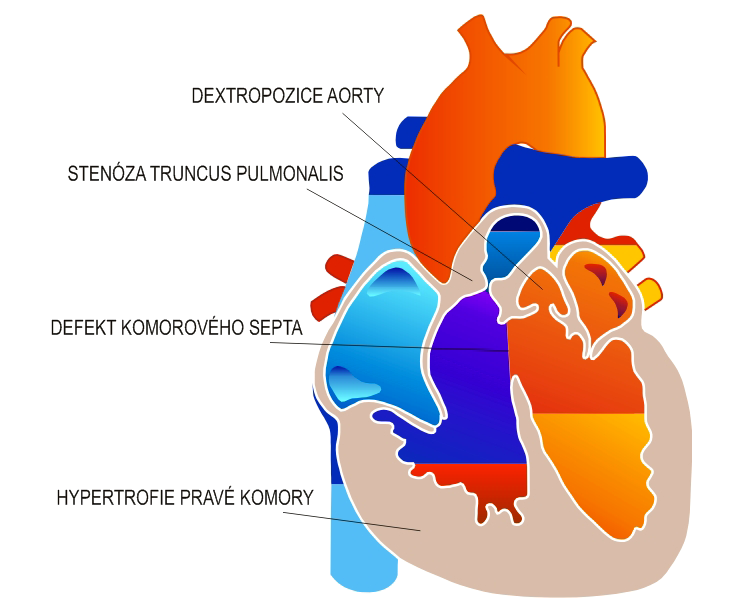 DEXTROPOZICE AORTY
STENÓZA TRUNCUS PULMONALIS
DEFEKT KOMOROVÉHO SEPTA
HYPERTROFIE PRAVÉ KOMORY